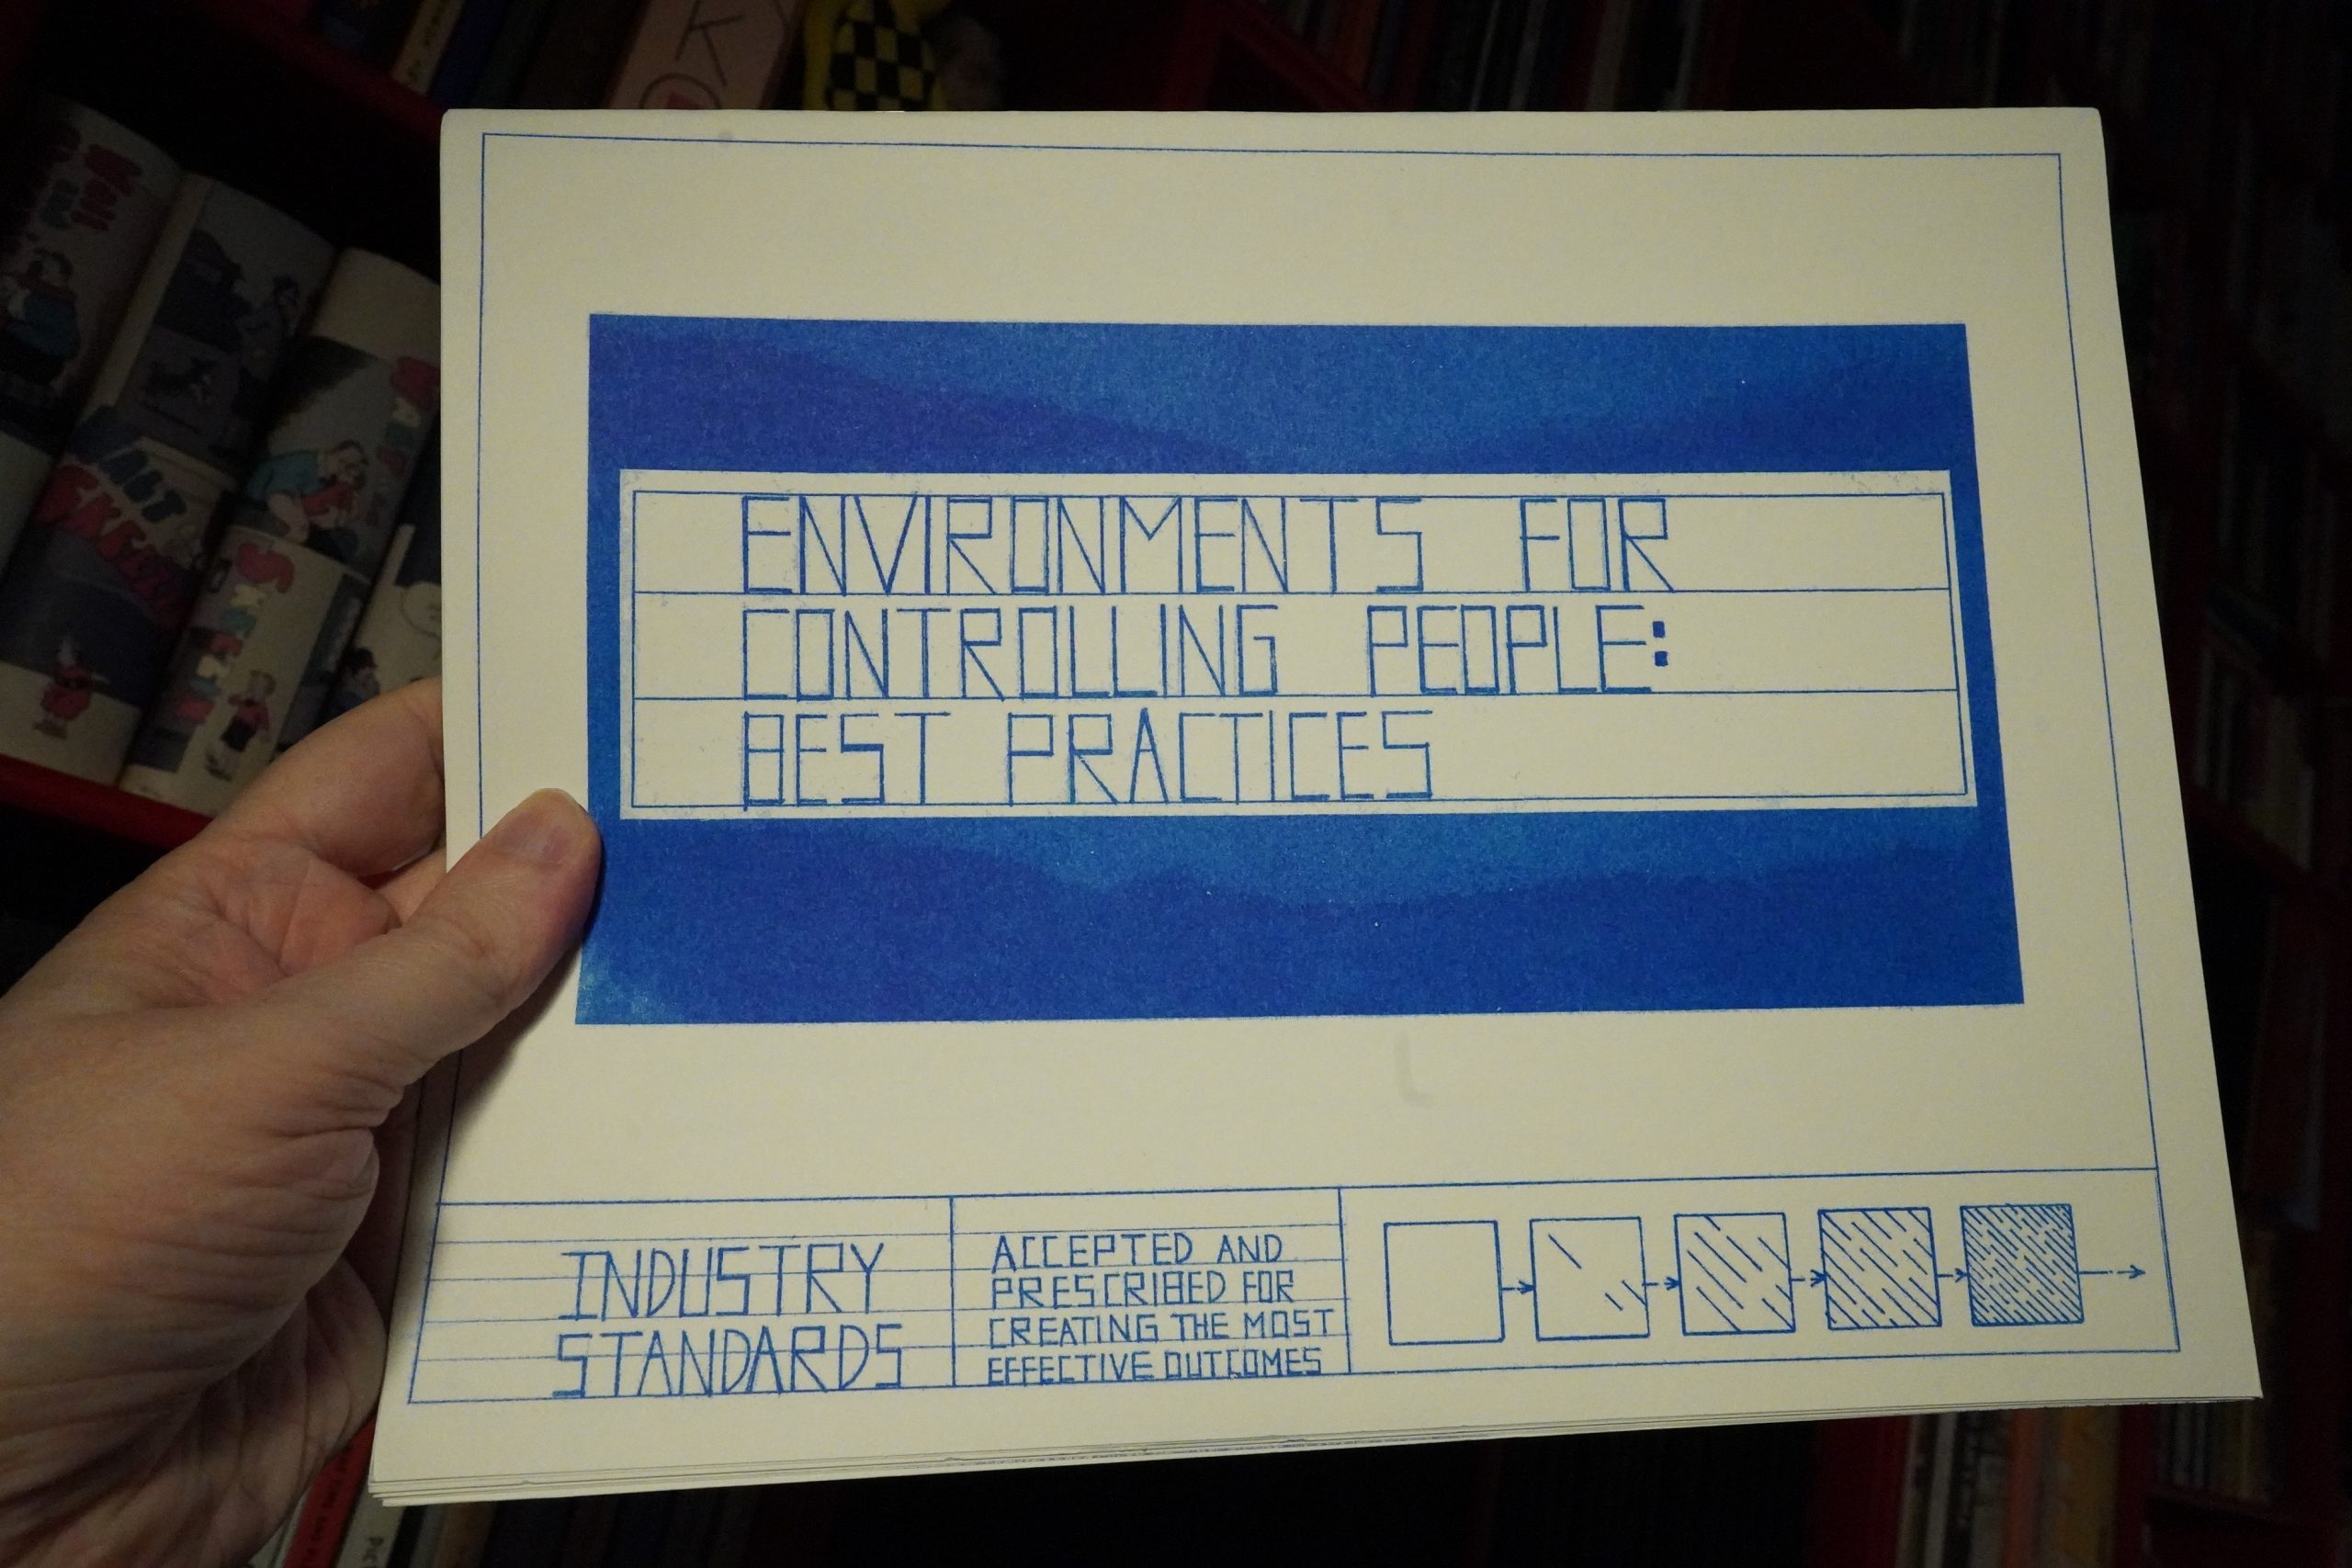 ENVIRONMENTS FOR
CONTROLLING PEOPLE:
BEST PRACTICES
INDUSTRY
STANDARDS
ACCEPTED AND
PRESCRIBED FOR
CREATING THE MOST
EFFECTIVE OUTCOMES